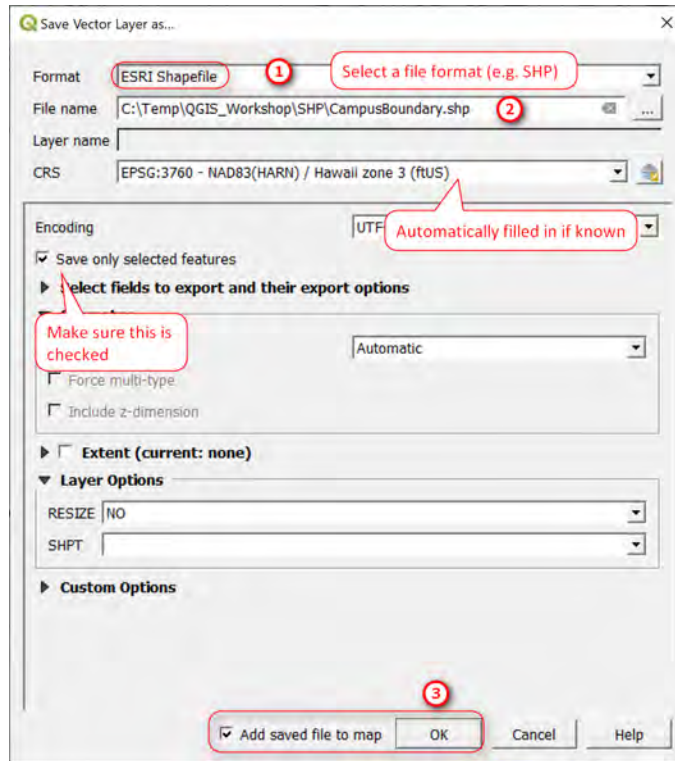 Save Vector Layer as...
Format
ESRI Shapefile
1
Select a file format (e.g. SHP)
File name
C:\Temp\QGIS_Workshop\SHP\CampusBoundary.shp
2
...
Layer name
CRS
EPSG:3760 - NAD83(HARN) / Hawaii zone 3 (ftUS)
Encoding
UTF
Automatically filled in if known
Save only selected features
Select fields to export and their export options
Make sure this is
checked
Automatic
Force multi-type
Include z-dimension
Extent (current: none)
Layer Options
RESIZE NO
SHPT
Custom Options
3
Add saved file to map
OK
Cancel
Help